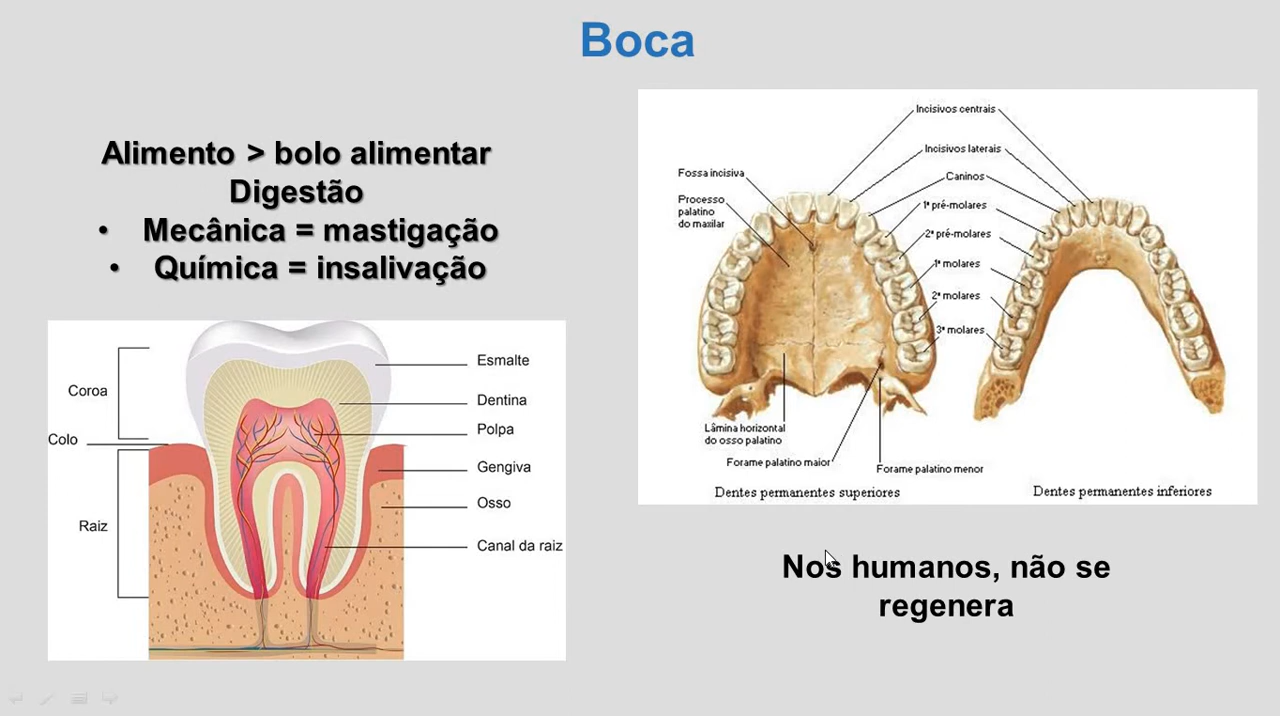 Boca
Alimento > bolo alimentar
Digestão
• Mecânica = mastigação
• Química = insalivação
Coroa
Colo
Raiz
Esmalte
Dentina
Polpa
Gengiva
Osso
Canal da raiz
Incisivos centrais
Incisivos laterais
Caninos
1º pré-molares
2º pré-molares
1º molares
2º molares
3º molares
Fossa incisiva
Processo
palatino
do maxilar
Lâmina horizontal
do osso palatino
Forame palatino maior
Forame palatino menor
Dentes permanentes superiores
Dentes permanentes inferiores
Nos humanos, não se
regenera